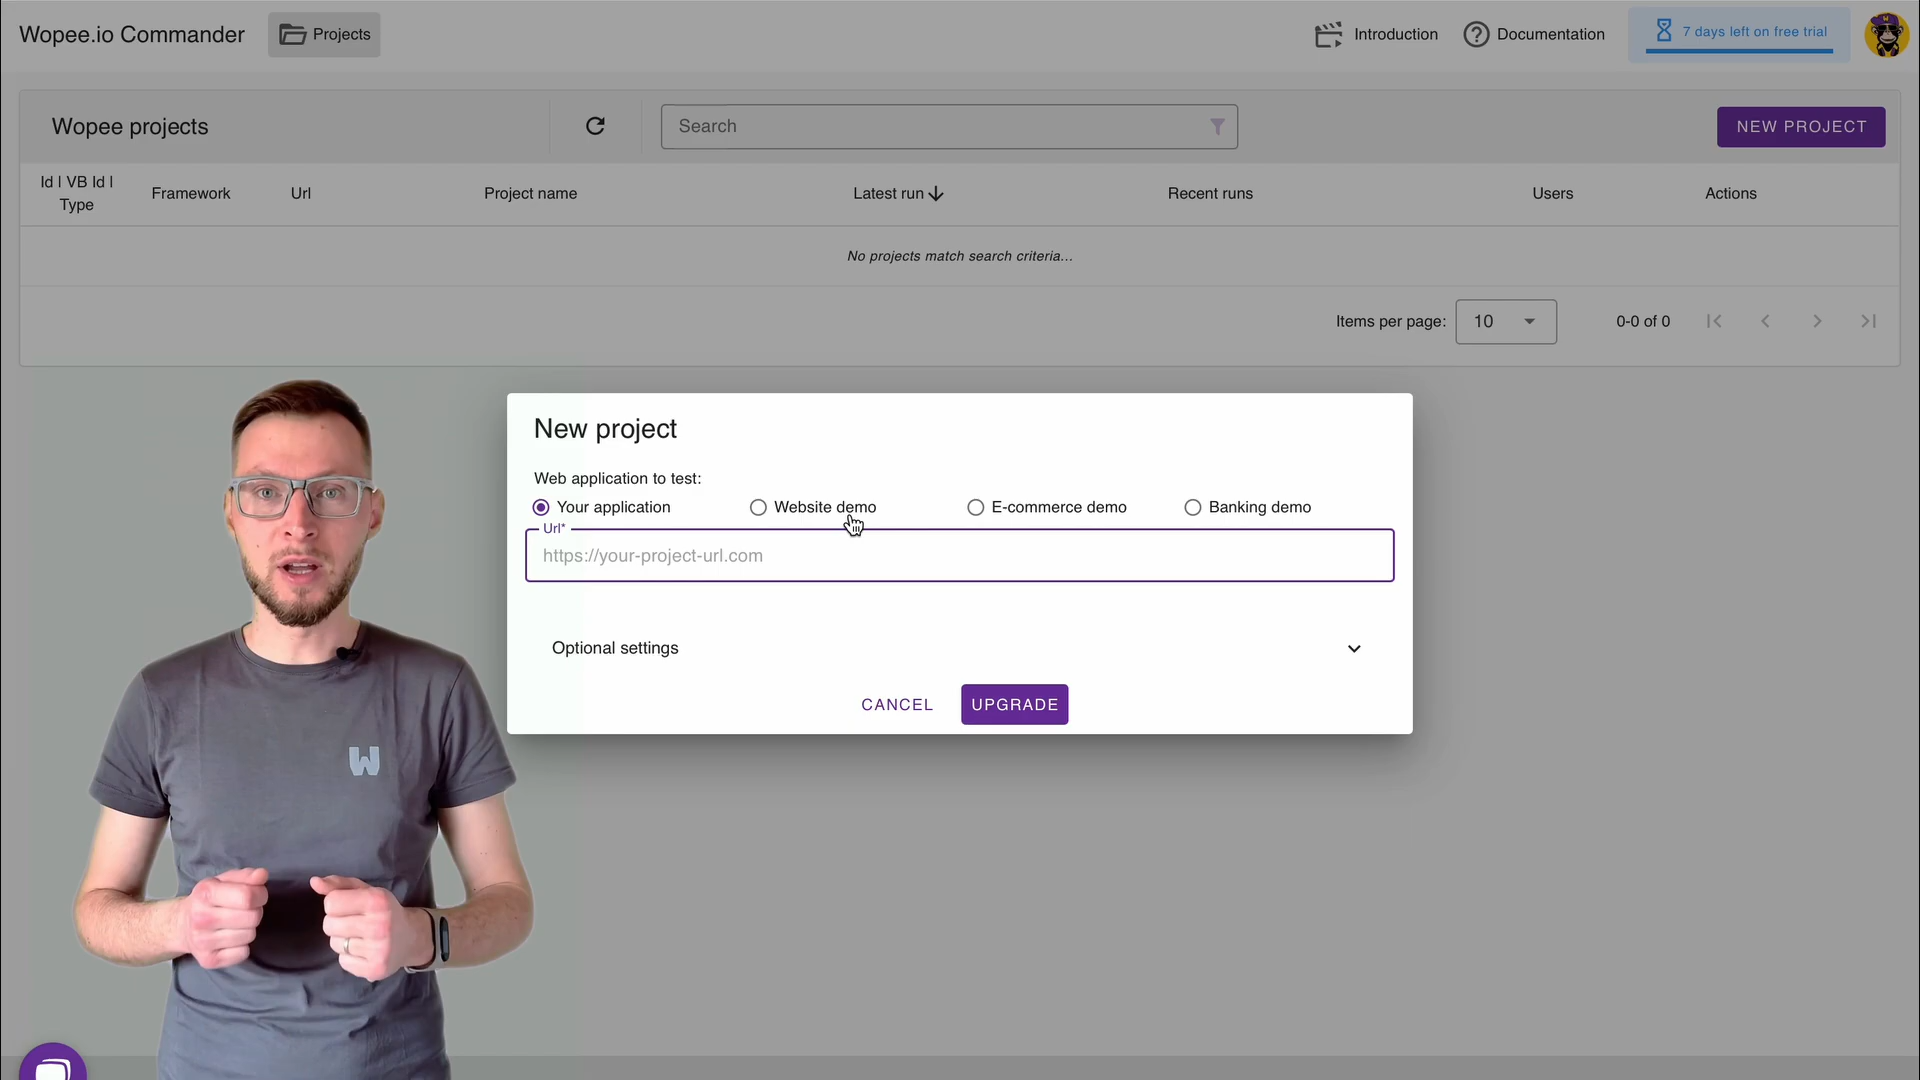 Wopee.io Commander
Projects
Introduction
Documentation
7 days left on free trial
Wopee projects
Search
NEW PROJECT
Id | VB Id |
Type
Framework
Url
Project name
Latest run
Recent runs
Users
Actions
No projects match search criteria...
Items per page:
10
0-0 of 0
New project
Web application to test:
Your application
Website demo
E-commerce demo
Banking demo
Url*
https://your-project-url.com
Optional settings
CANCEL
UPGRADE
W